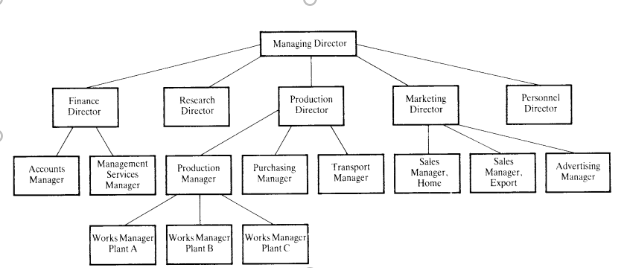 Managing Director
Finance
Director
Research
Director
Production
Director
Marketing
Director
Personnel
Director
Accounts
Manager
Management
Services
Manager
Production
Manager
Purchasing
Manager
Transport
Manager
Sales
Manager,
Home
Sales
Manager,
Export
Advertising
Manager
Works Manager
Plant A
Works Manager
Plant B
Works Manager
Plant C